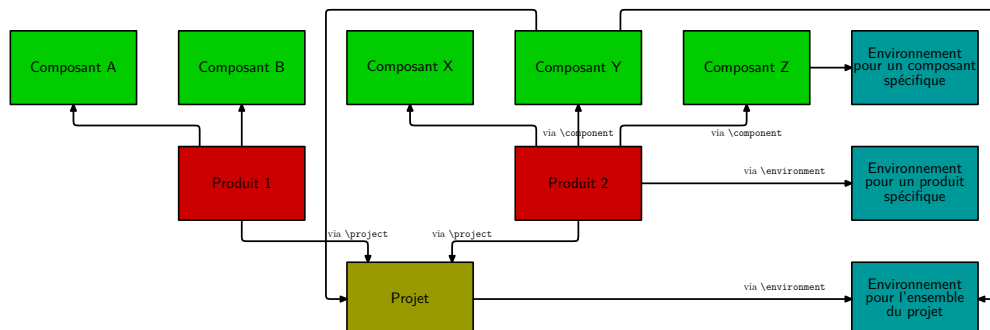 Composant A
Composant B
Composant X
Composant Y
Composant Z
Environnement
pour un composant
spécifique
via \component
via \component
Produit 1
Produit 2
via \environment
Environnement
pour un produit
spécifique
via \project
via \project
Projet
via \environment
Environnement
pour l'ensemble
du projet